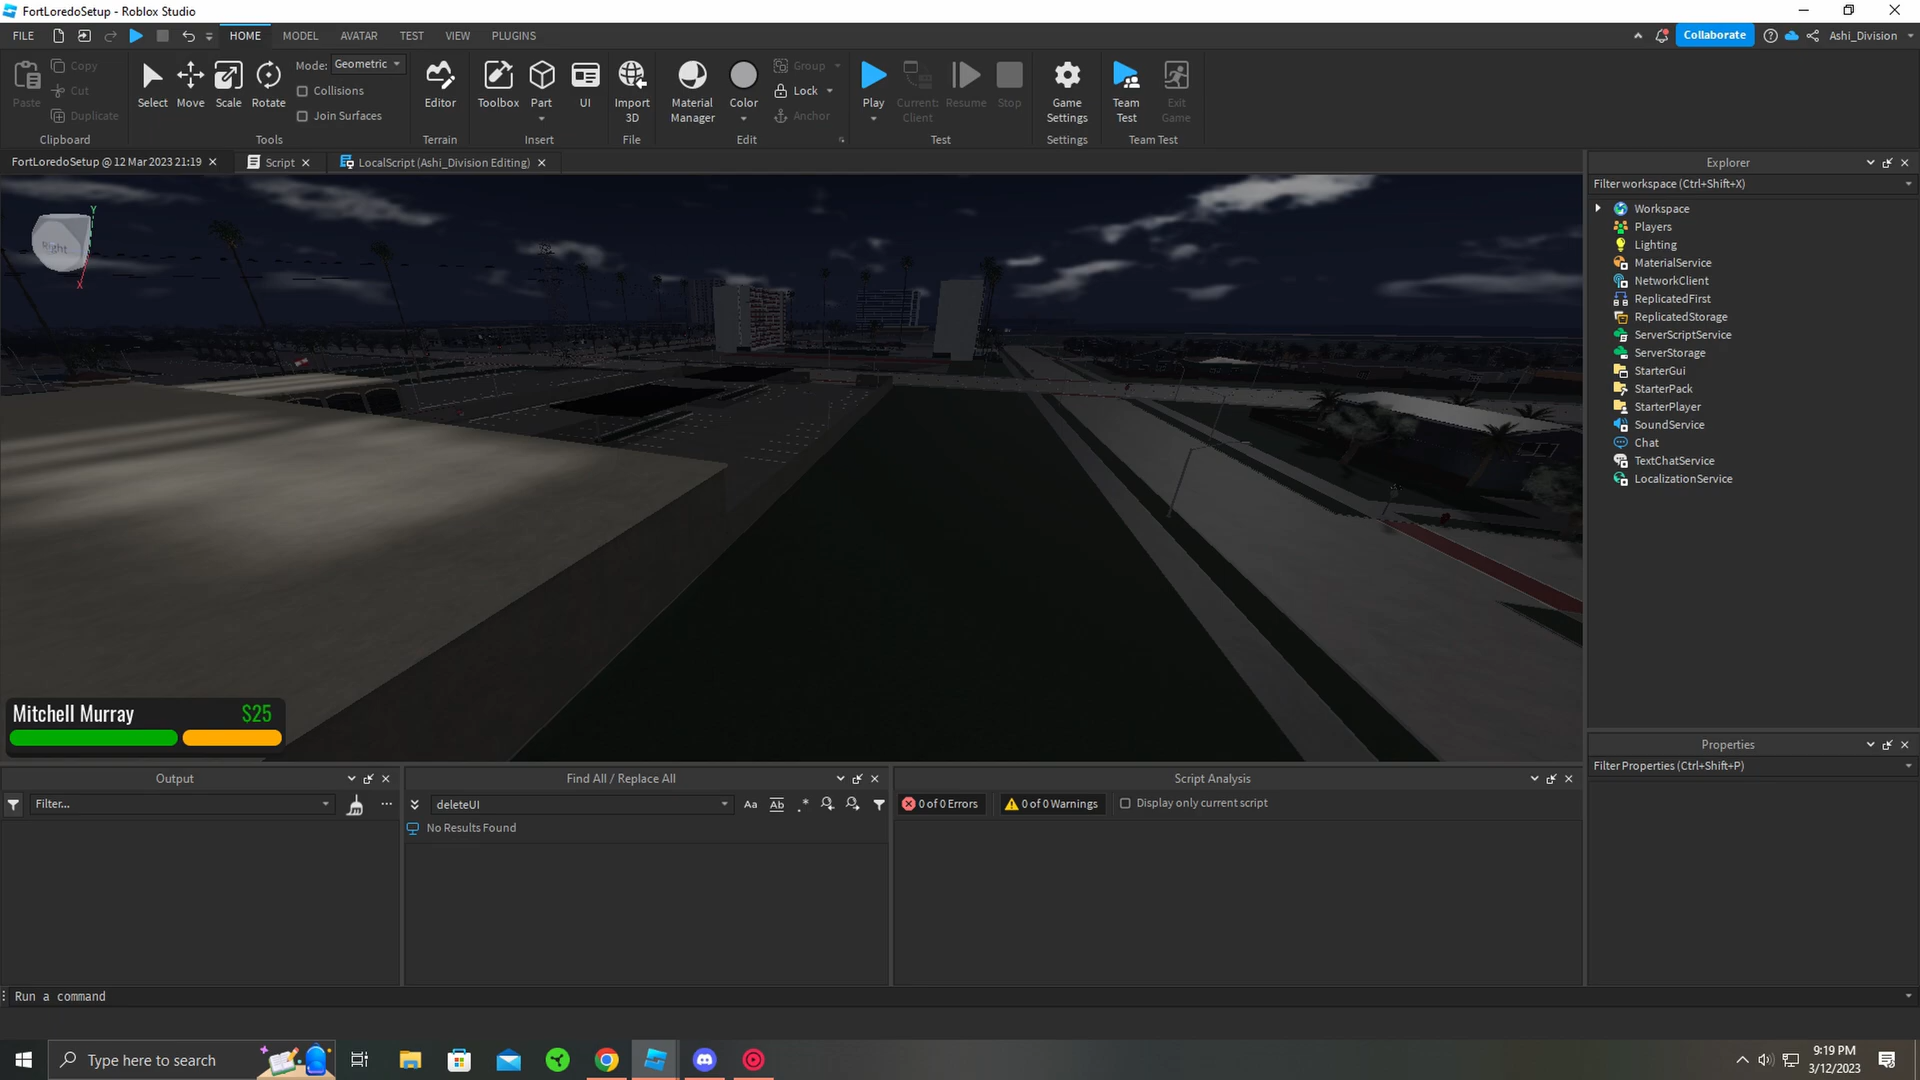 FortLoredoSetup - Roblox Studio
FILE HOME MODEL AVATAR TEST VIEW PLUGINS Collaborate Ashi_Division
Paste Copy Cut Duplicate Clipboard
Select Move Scale Rotate Mode: Geometric Collisions Join Surfaces Tools
Editor Terrain
Toolbox Part UI Insert
Import 3D File
Material Manager Color Group Lock Anchor Edit
Play Current: Client Resume Stop Test
Game Settings Settings
Team Test Exit Game Team Test
FortLoredoSetup @ 12 Mar 2023 21:19 Script LocalScript (Ashi_Division Editing)
Right
Y
X
Mitchell Murray $25
Explorer
Filter workspace (Ctrl+Shift+X)
Workspace
Players
Lighting
MaterialService
NetworkClient
ReplicatedFirst
ReplicatedStorage
ServerScriptService
ServerStorage
StarterGui
StarterPack
StarterPlayer
SoundService
Chat
TextChatService
LocalizationService
Properties
Filter Properties (Ctrl+Shift+P)
Output
Filter...
Find All / Replace All
deleteUI Aa Ab .*
No Results Found
Script Analysis
0 of 0 Errors 0 of 0 Warnings Display only current script
Run a command
Type here to search
9:19 PM
3/12/2023